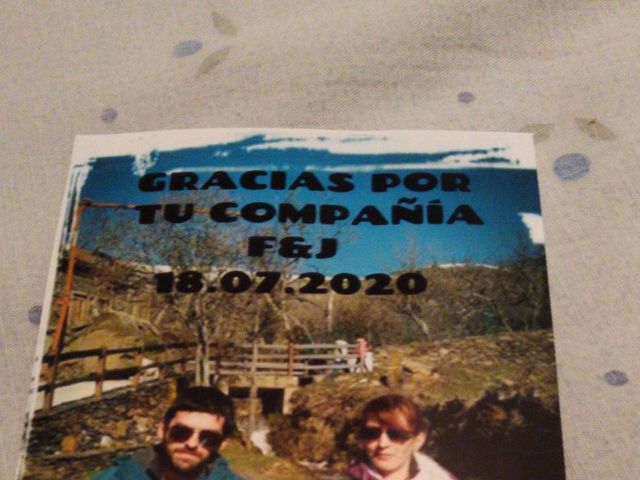 GRACIAS POR
TU COMPAÑÍA
F&J
18.07.2020